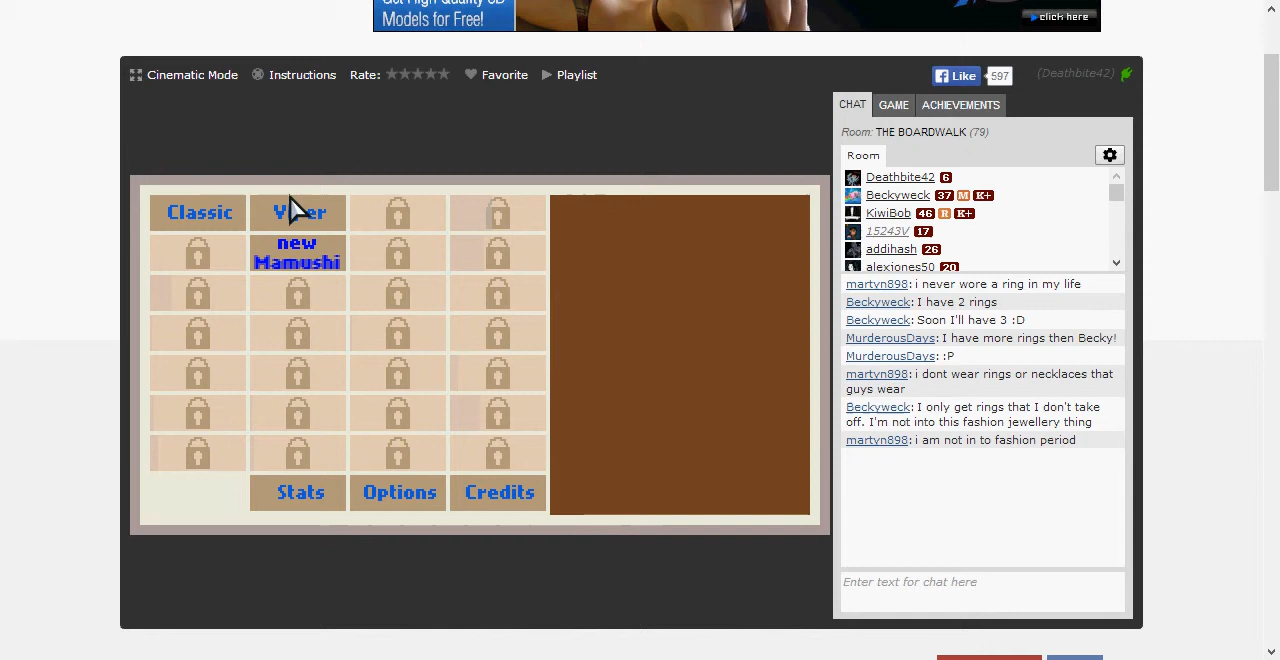 Get High Quality 3D
Models for Free!
click here
Cinematic Mode
Instructions
Rate:
Favorite
Playlist
Like
597
(Deathbite42)
CHAT
GAME
ACHIEVEMENTS
Room: THE BOARDWALK (79)
Room
Deathbite42 6
Beckyweck 37 M K+
KiwiBob 46 R K+
15243V 17
addihash 26
alexjones50 20
martvn898: i never wore a ring in my life
Beckyweck: I have 2 rings
Beckyweck: Soon I'll have 3 :D
MurderousDays: I have more rings then Becky!
MurderousDays: :P
martvn898: i dont wear rings or necklaces that
guys wear
Beckyweck: I only get rings that I don't take
off. I'm not into this fashion jewellery thing
martvn898: i am not in to fashion period
Enter text for chat here
Classic
new
Mamushi
Stats
Options
Credits